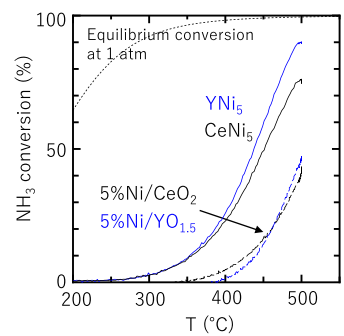 100
Equilibrium conversion
at 1 atm
YNi5
CeNi5
50
5%Ni/CeO2
5%Ni/YO1.5
0
200 300 400 500
T (°C)
NH3 conversion (%)